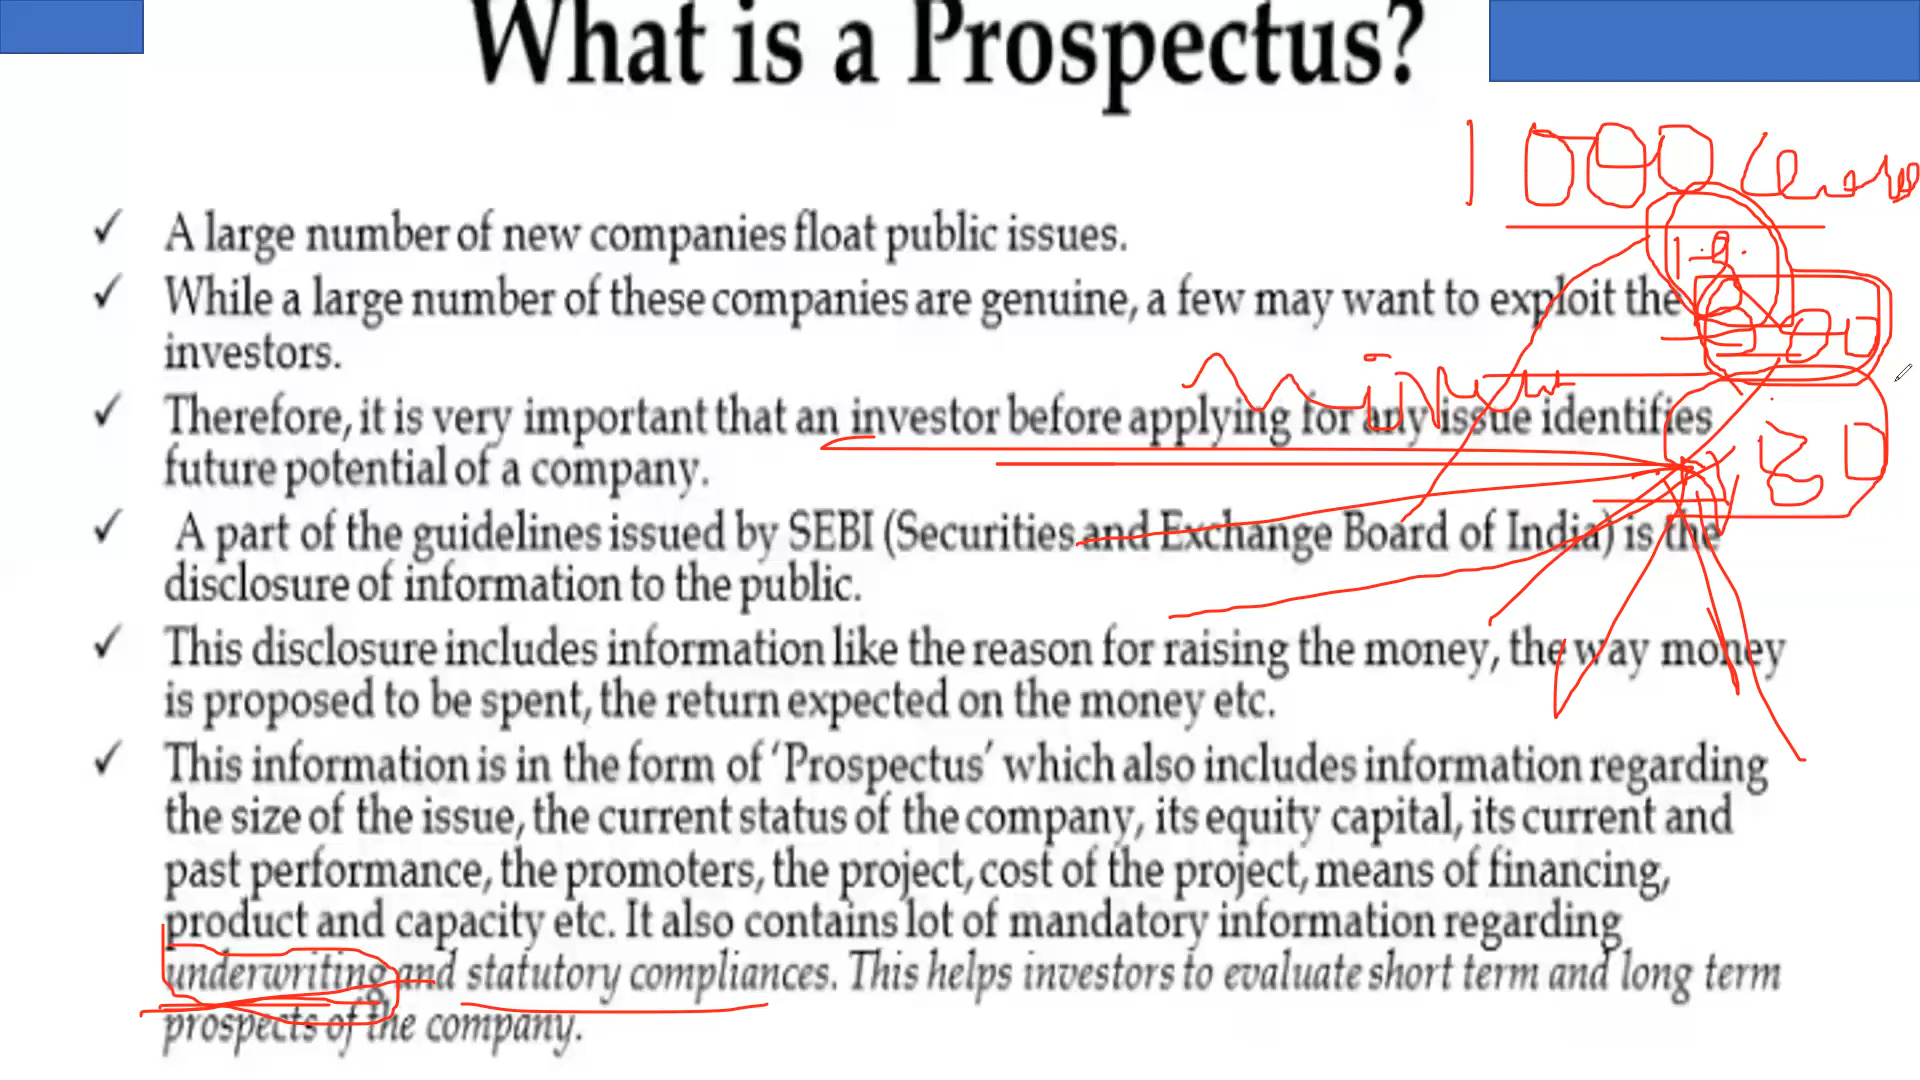 What is a Prospectus?
1000 Crores
✓ A large number of new companies float public issues.
✓ While a large number of these companies are genuine, a few may want to exploit the
investors.
✓ Therefore, it is very important that an investor before applying for any issue identifies
future potential of a company.
✓ A part of the guidelines issued by SEBI (Securities and Exchange Board of India) is the
disclosure of information to the public.
✓ This disclosure includes information like the reason for raising the money, the way money
is proposed to be spent, the return expected on the money etc.
✓ This information is in the form of ‘Prospectus’ which also includes information regarding
the size of the issue, the current status of the company, its equity capital, its current and
past performance, the promoters, the project, cost of the project, means of financing,
product and capacity etc. It also contains lot of mandatory information regarding
underwriting and statutory compliances. This helps investors to evaluate short term and long term
prospects of the company.